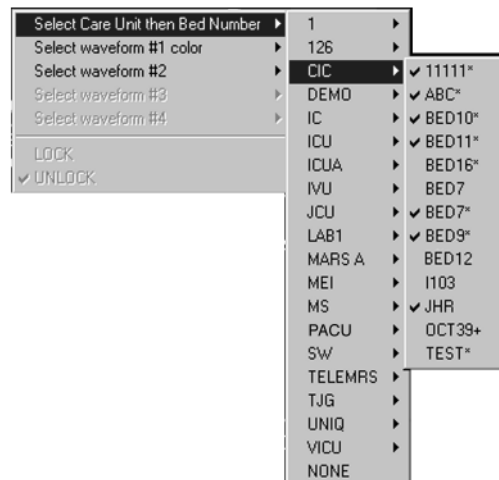 Select Care Unit then Bed Number
Select waveform #1 color
Select waveform #2
Select waveform #3
Select waveform #4
LOCK
UNLOCK
1
126
CIC
DEMO
IC
ICU
ICUA
IVU
JCU
LAB1
MARS A
MEI
MS
PACU
SW
TELEMRS
TJG
UNIQ
VICU
NONE
11111*
ABC*
BED10*
BED11*
BED16*
BED7
BED7*
BED9*
BED12
I103
JHR
OCT39+
TEST*